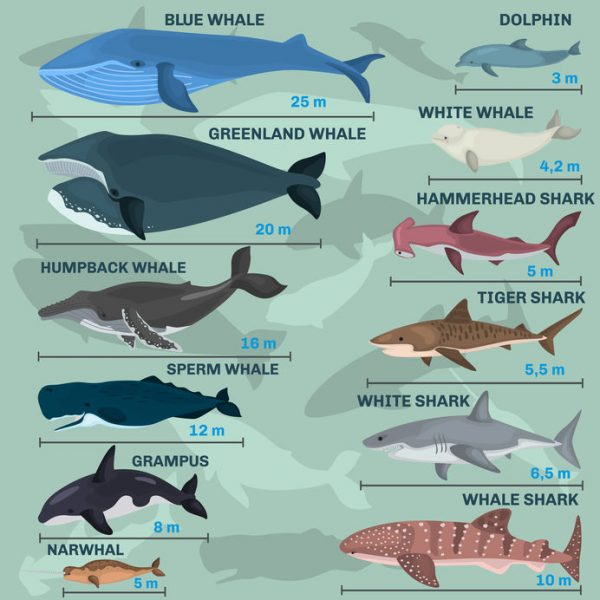 BLUE WHALE
25 m
GREENLAND WHALE
20 m
HUMPBACK WHALE
16 m
SPERM WHALE
12 m
GRAMPUS
8 m
NARWHAL
5 m
DOLPHIN
3 m
WHITE WHALE
4,2 m
HAMMERHEAD SHARK
5 m
TIGER SHARK
5,5 m
WHITE SHARK
6,5 m
WHALE SHARK
10 m